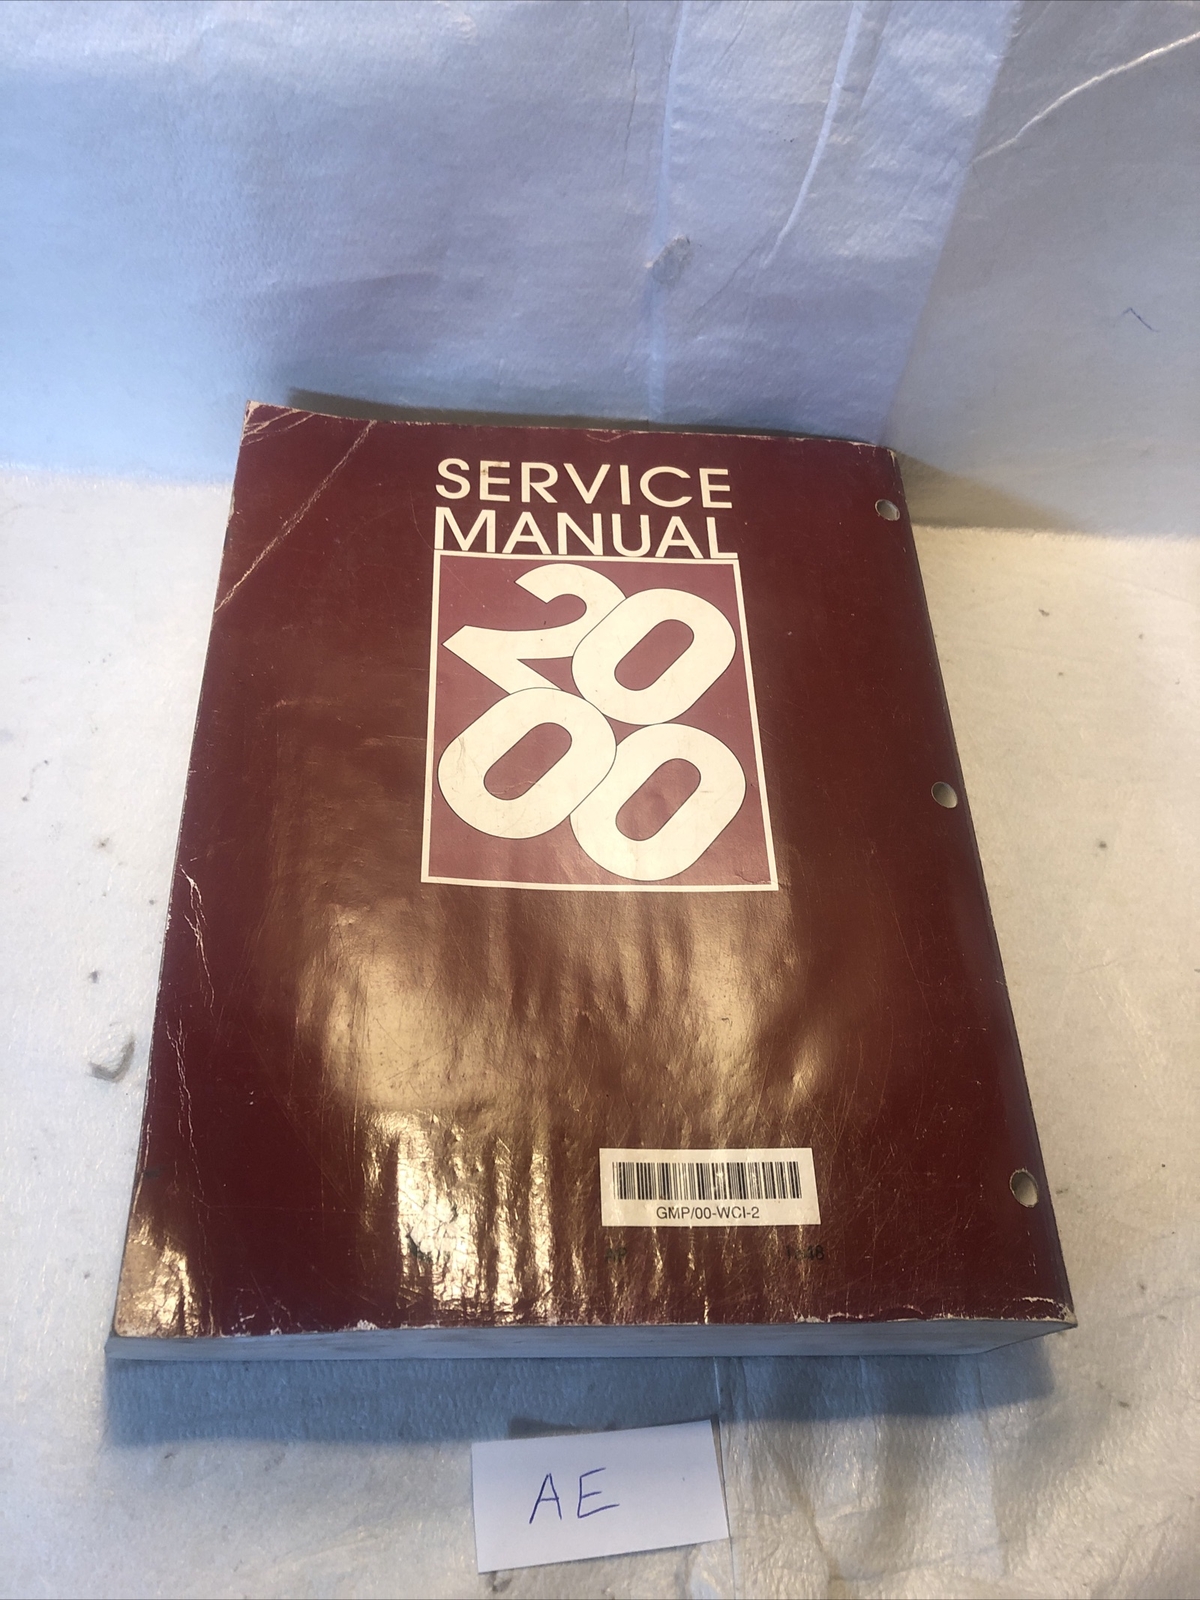 SERVICE
MANUAL
2000
GMP/00-WCI-2
AE